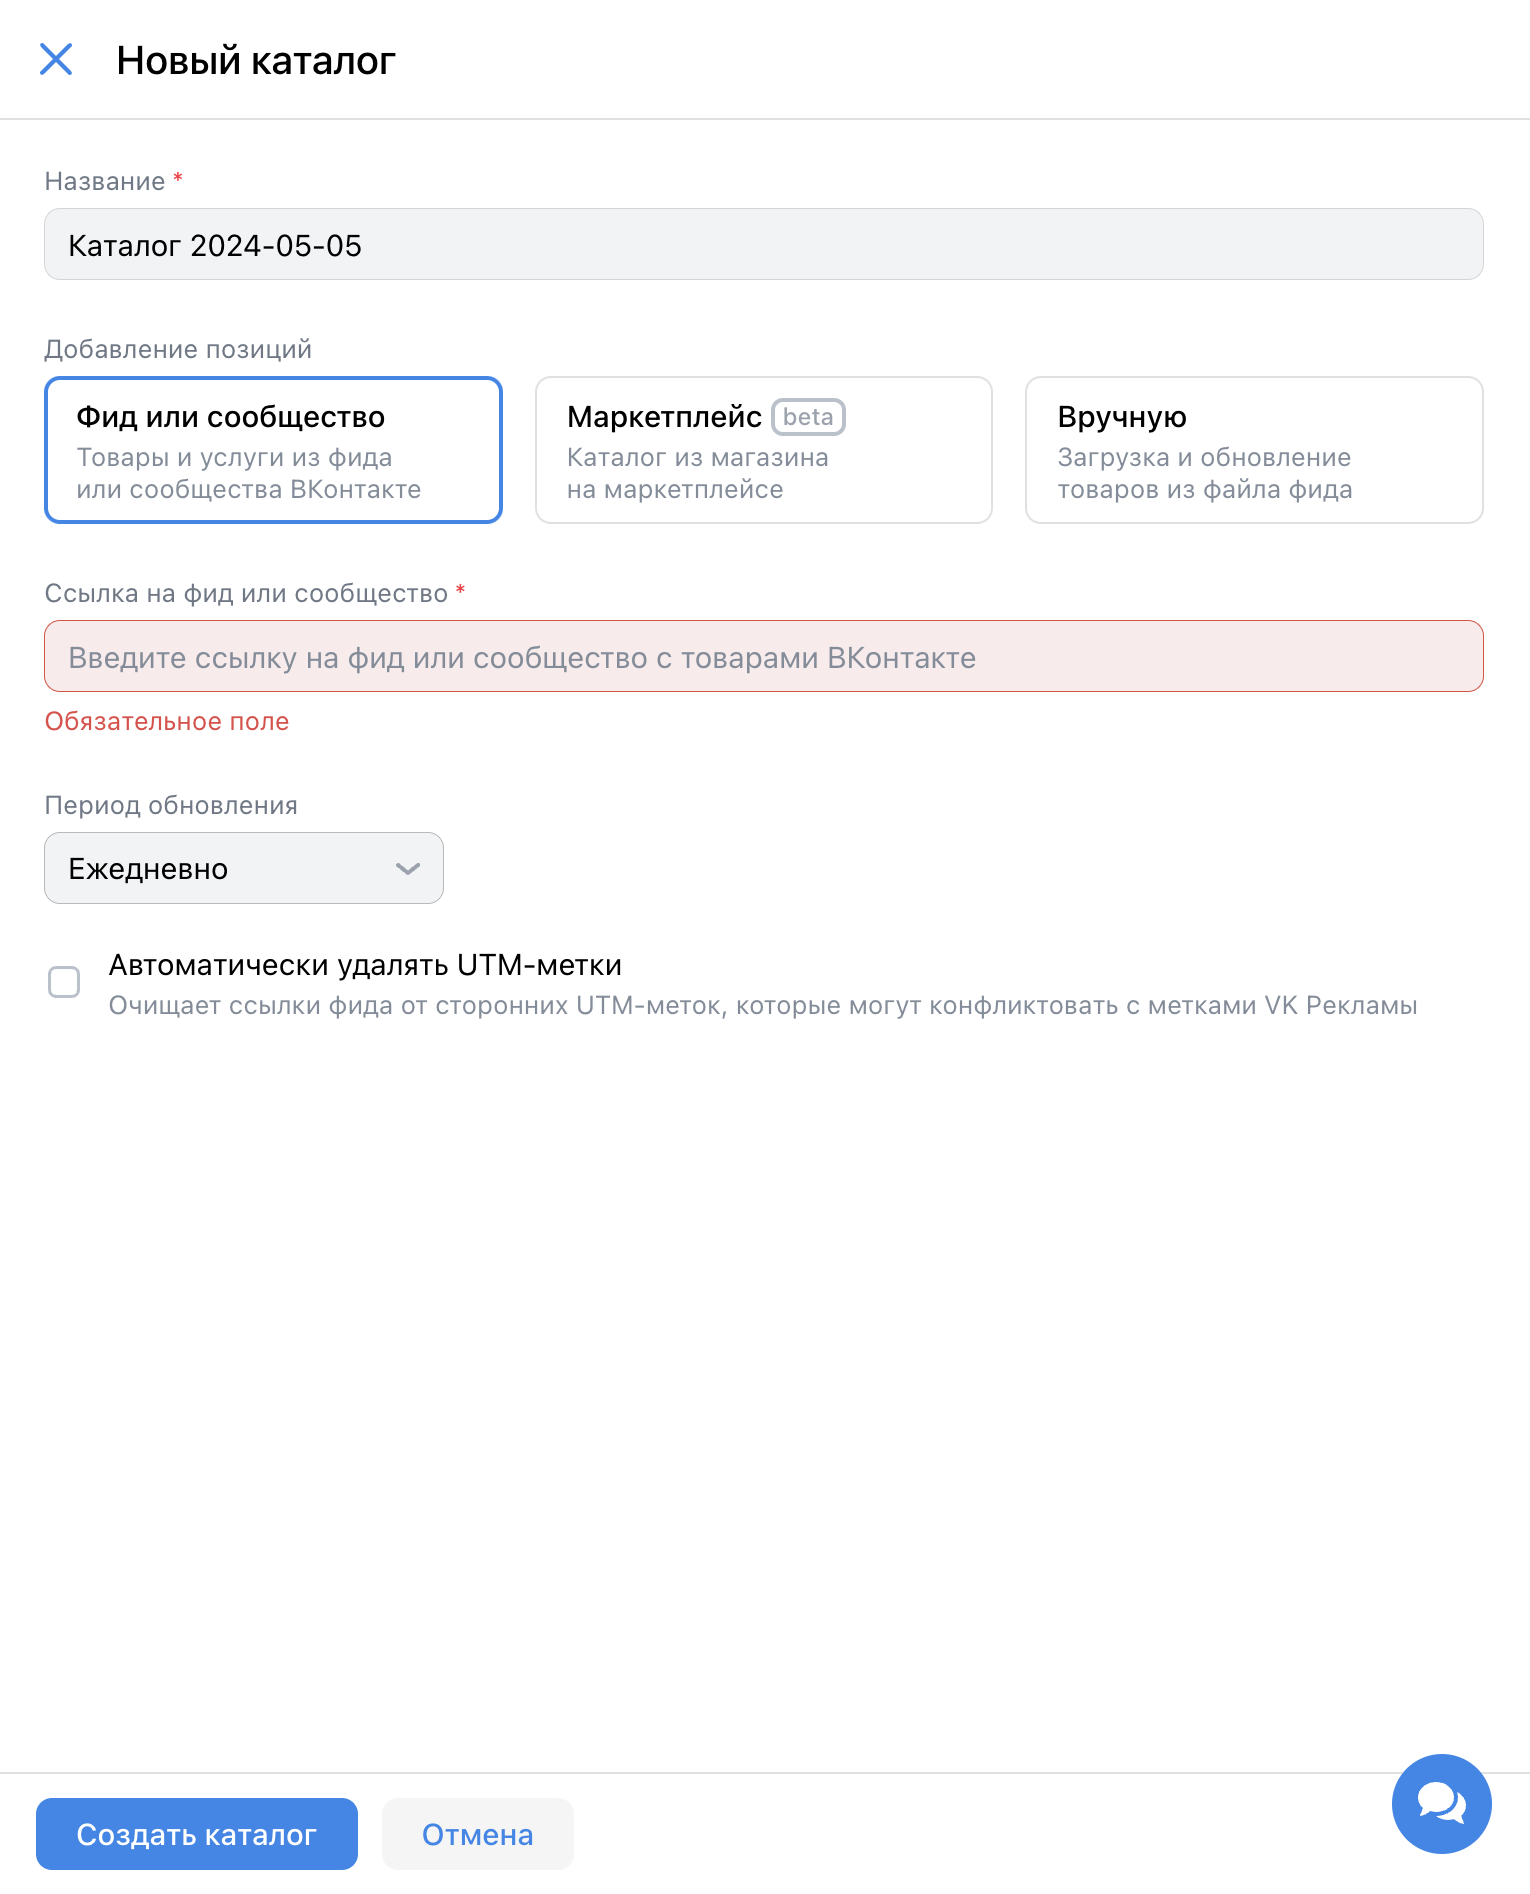 Новый каталог
Название *
Каталог 2024-05-05
Добавление позиций
Фид или сообщество
Товары и услуги из фида
или сообщества ВКонтакте
Маркетплейс beta
Каталог из магазина
на маркетплейсе
Вручную
Загрузка и обновление
товаров из файла фида
Ссылка на фид или сообщество *
Введите ссылку на фид или сообщество с товарами ВКонтакте
Обязательное поле
Период обновления
Ежедневно
Автоматически удалять UTM-метки
Очищает ссылки фида от сторонних UTM-меток, которые могут конфликтовать с метками VK Рекламы
Создать каталог
Отмена